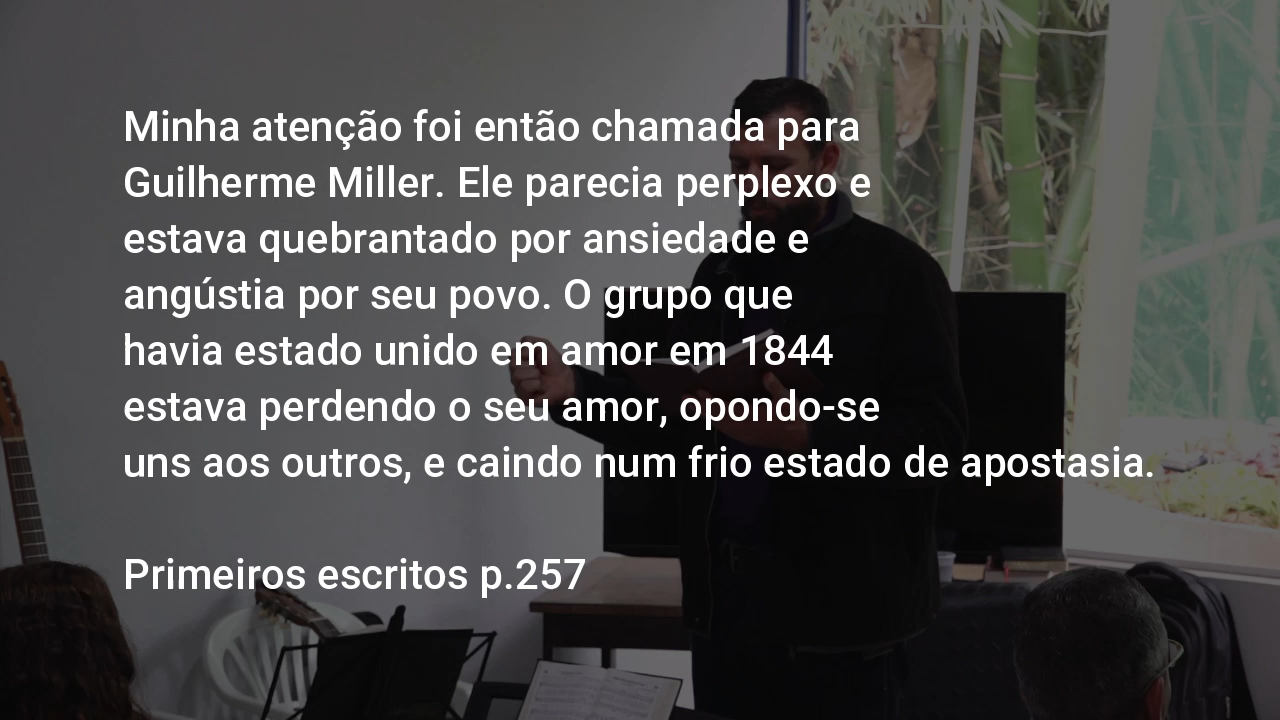 Minha atenção foi então chamada para
Guilherme Miller. Ele parecia perplexo e
estava quebrantado por ansiedade e
angústia por seu povo. O grupo que
havia estado unido em amor em 1844
estava perdendo o seu amor, opondo-se
uns aos outros, e caindo num frio estado de apostasia.
Primeiros escritos p.257